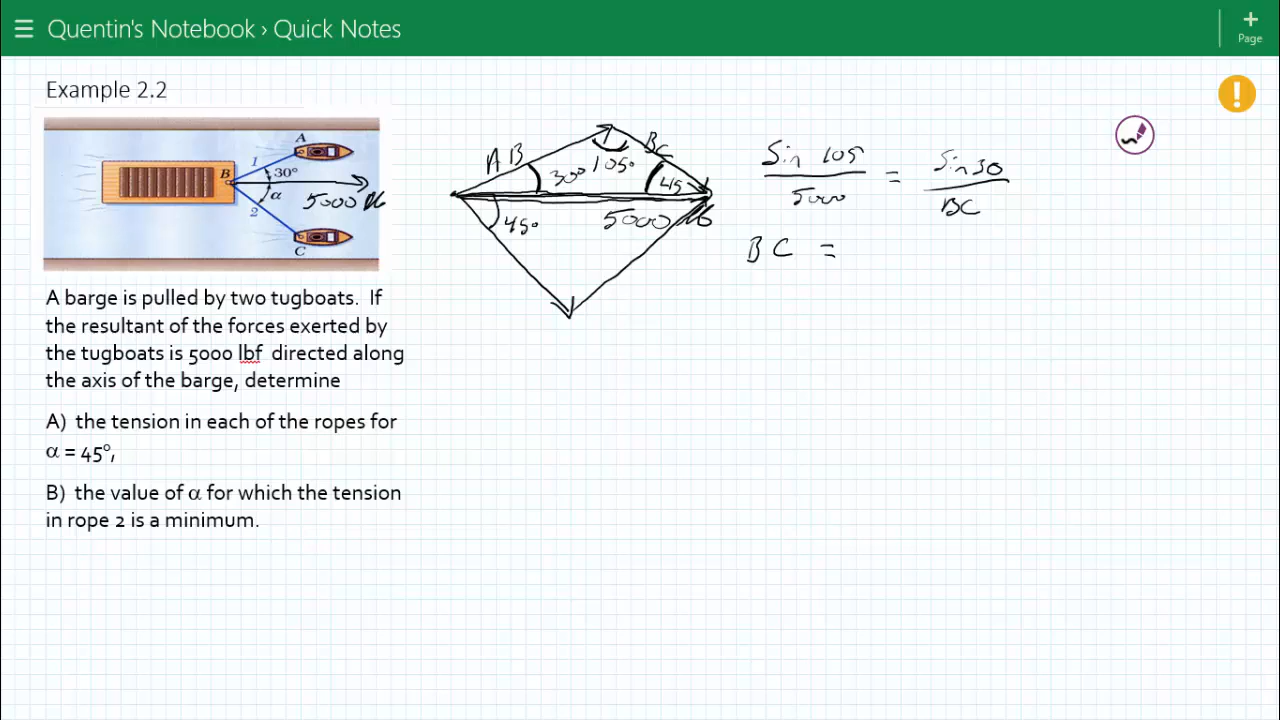 Quentin's Notebook › Quick Notes
Page
Example 2.2
A
1
30°
B
α
5000 lb
2
C
A barge is pulled by two tugboats. If
the resultant of the forces exerted by
the tugboats is 5000 lbf directed along
the axis of the barge, determine
A) the tension in each of the ropes for
α = 45°,
B) the value of α for which the tension
in rope 2 is a minimum.
AB
BC
30°
105°
45
45°
5000 lb
Sin 105
5000
=
Sin 30
BC
BC =